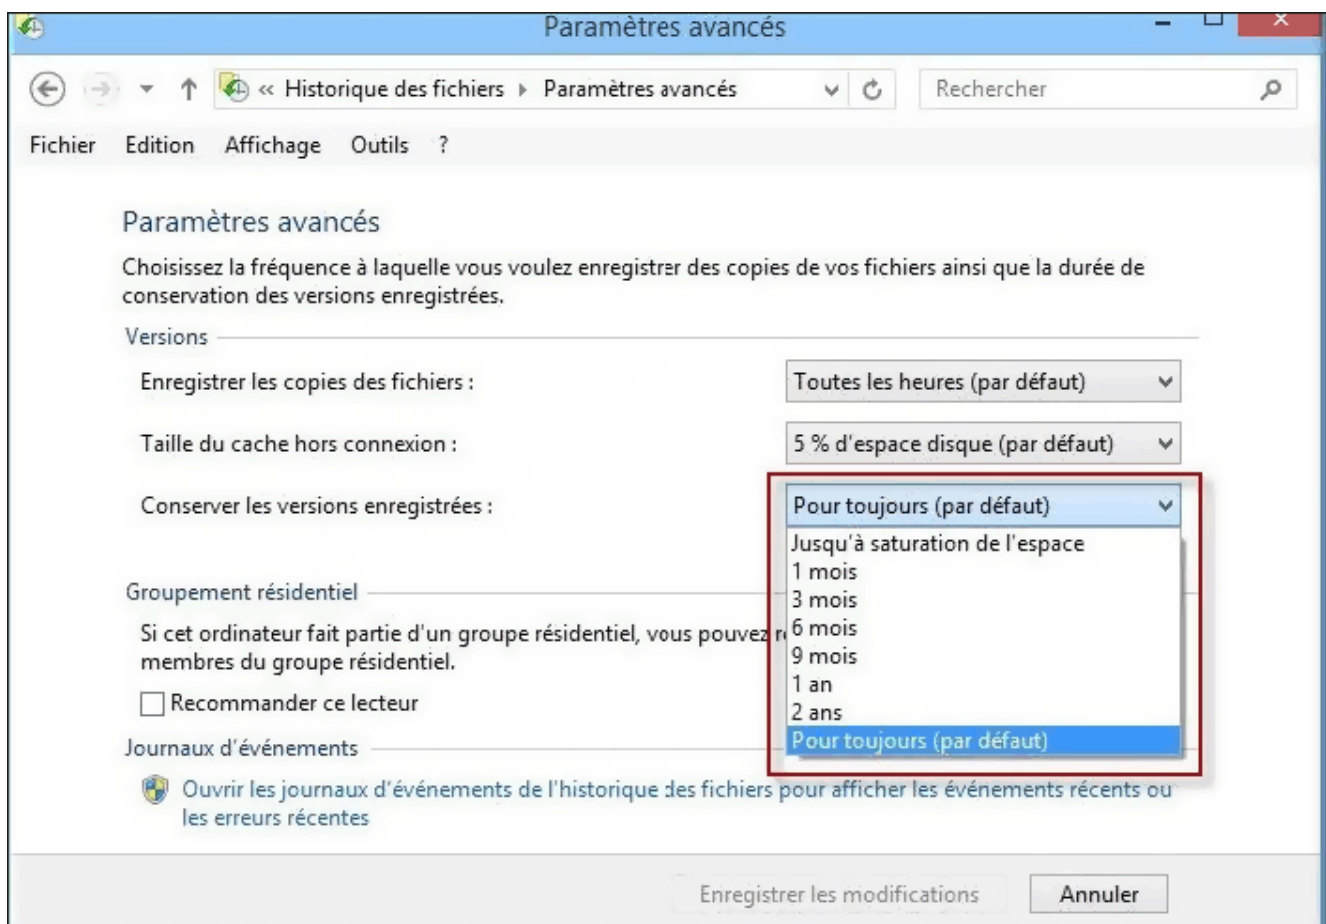 Paramètres avancés
« Historique des fichiers Paramètres avancés Rechercher
Fichier Edition Affichage Outils ?
Paramètres avancés
Choisissez la fréquence à laquelle vous voulez enregistrer des copies de vos fichiers ainsi que la durée de
conservation des versions enregistrées.
Versions
Enregistrer les copies des fichiers : Toutes les heures (par défaut)
Taille du cache hors connexion : 5 % d'espace disque (par défaut)
Conserver les versions enregistrées : Pour toujours (par défaut)
Jusqu'à saturation de l'espace
1 mois
3 mois
6 mois
9 mois
1 an
2 ans
Pour toujours (par défaut)
Groupement résidentiel
Si cet ordinateur fait partie d'un groupe résidentiel, vous pouvez
membres du groupe résidentiel.
Recommander ce lecteur
Journaux d'événements
Ouvrir les journaux d'événements de l'historique des fichiers pour afficher les événements récents ou
les erreurs récentes
Enregistrer les modifications Annuler